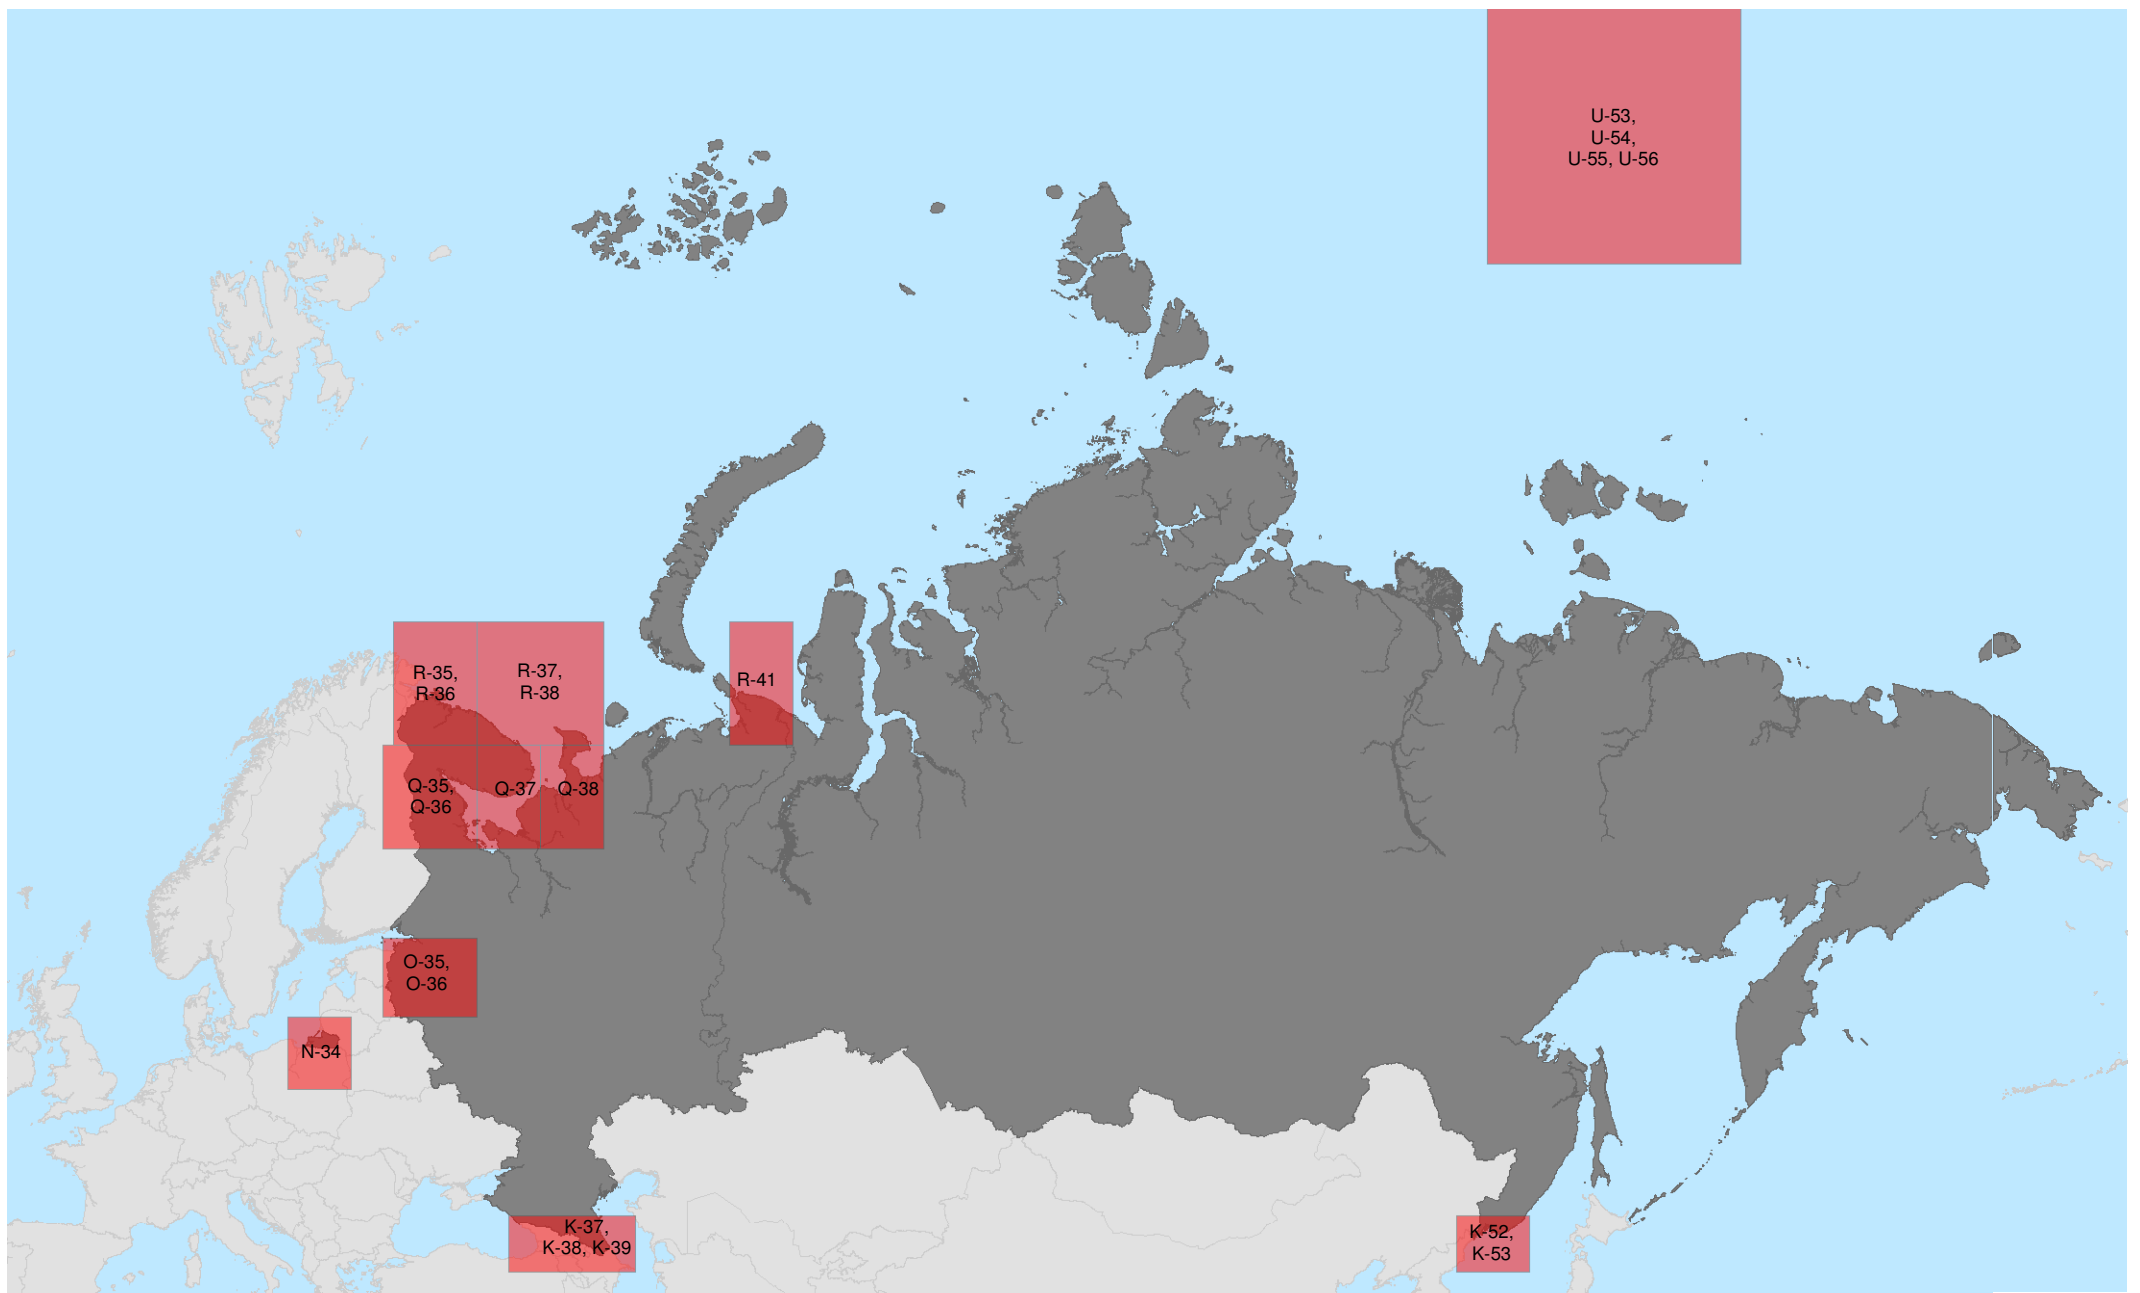 U-53,
U-54,
U-55, U-56
R-35,
R-36
R-37,
R-38
R-41
Q-35,
Q-36
Q-37
Q-38
O-35,
O-36
N-34
K-37,
K-38, K-39
K-52,
K-53